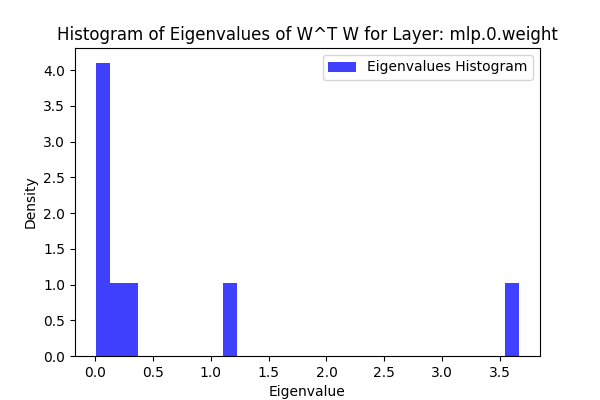 Histogram of Eigenvalues of W^T W for Layer: mlp.0.weight
Eigenvalues Histogram
Density
4.0
3.5
3.0
2.5
2.0
1.5
1.0
0.5
0.0
0.0 0.5 1.0 1.5 2.0 2.5 3.0 3.5
Eigenvalue